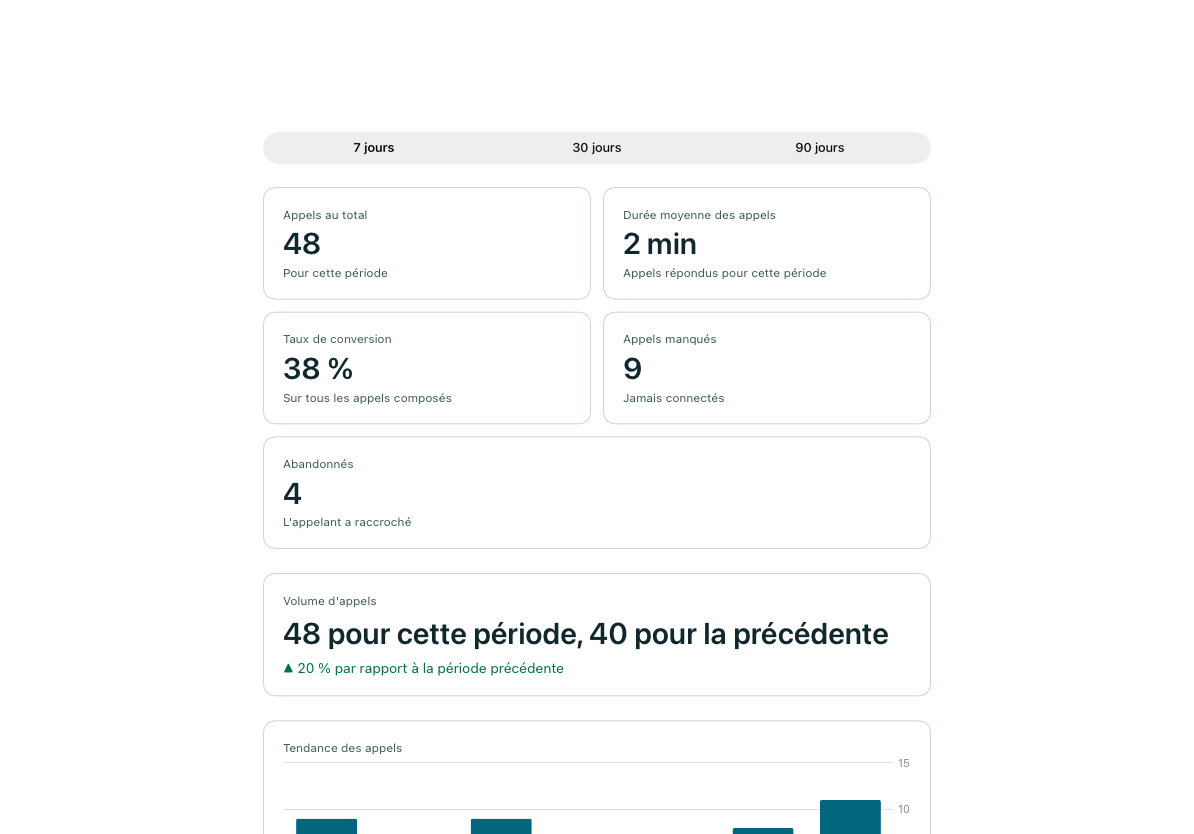 7 jours
30 jours
90 jours
Appels au total
48
Pour cette période
Durée moyenne des appels
2 min
Appels répondus pour cette période
Taux de conversion
38 %
Sur tous les appels composés
Appels manqués
9
Jamais connectés
Abandonnés
4
L'appelant a raccroché
Volume d'appels
48 pour cette période, 40 pour la précédente
▲ 20 % par rapport à la période précédente
Tendance des appels
15
10